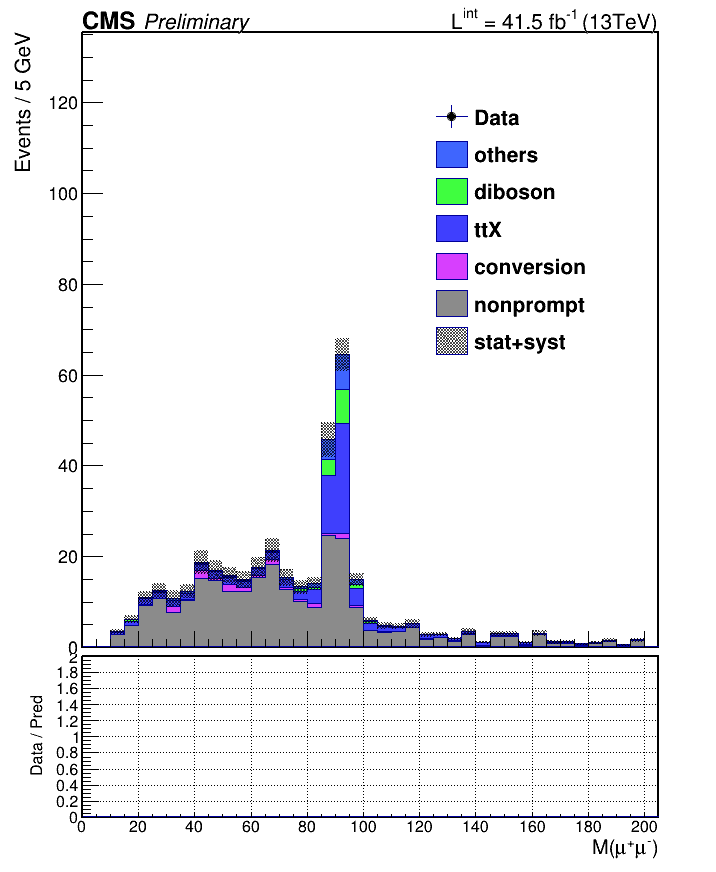 CMS Preliminary
L^int = 41.5 fb^-1 (13TeV)
Events / 5 GeV
120
100
80
60
40
20
0
Data
others
diboson
ttX
conversion
nonprompt
stat+syst
Data / Pred
2
1.8
1.6
1.4
1.2
1
0.8
0.6
0.4
0.2
0
0 20 40 60 80 100 120 140 160 180 200
M(μ⁺μ⁻)